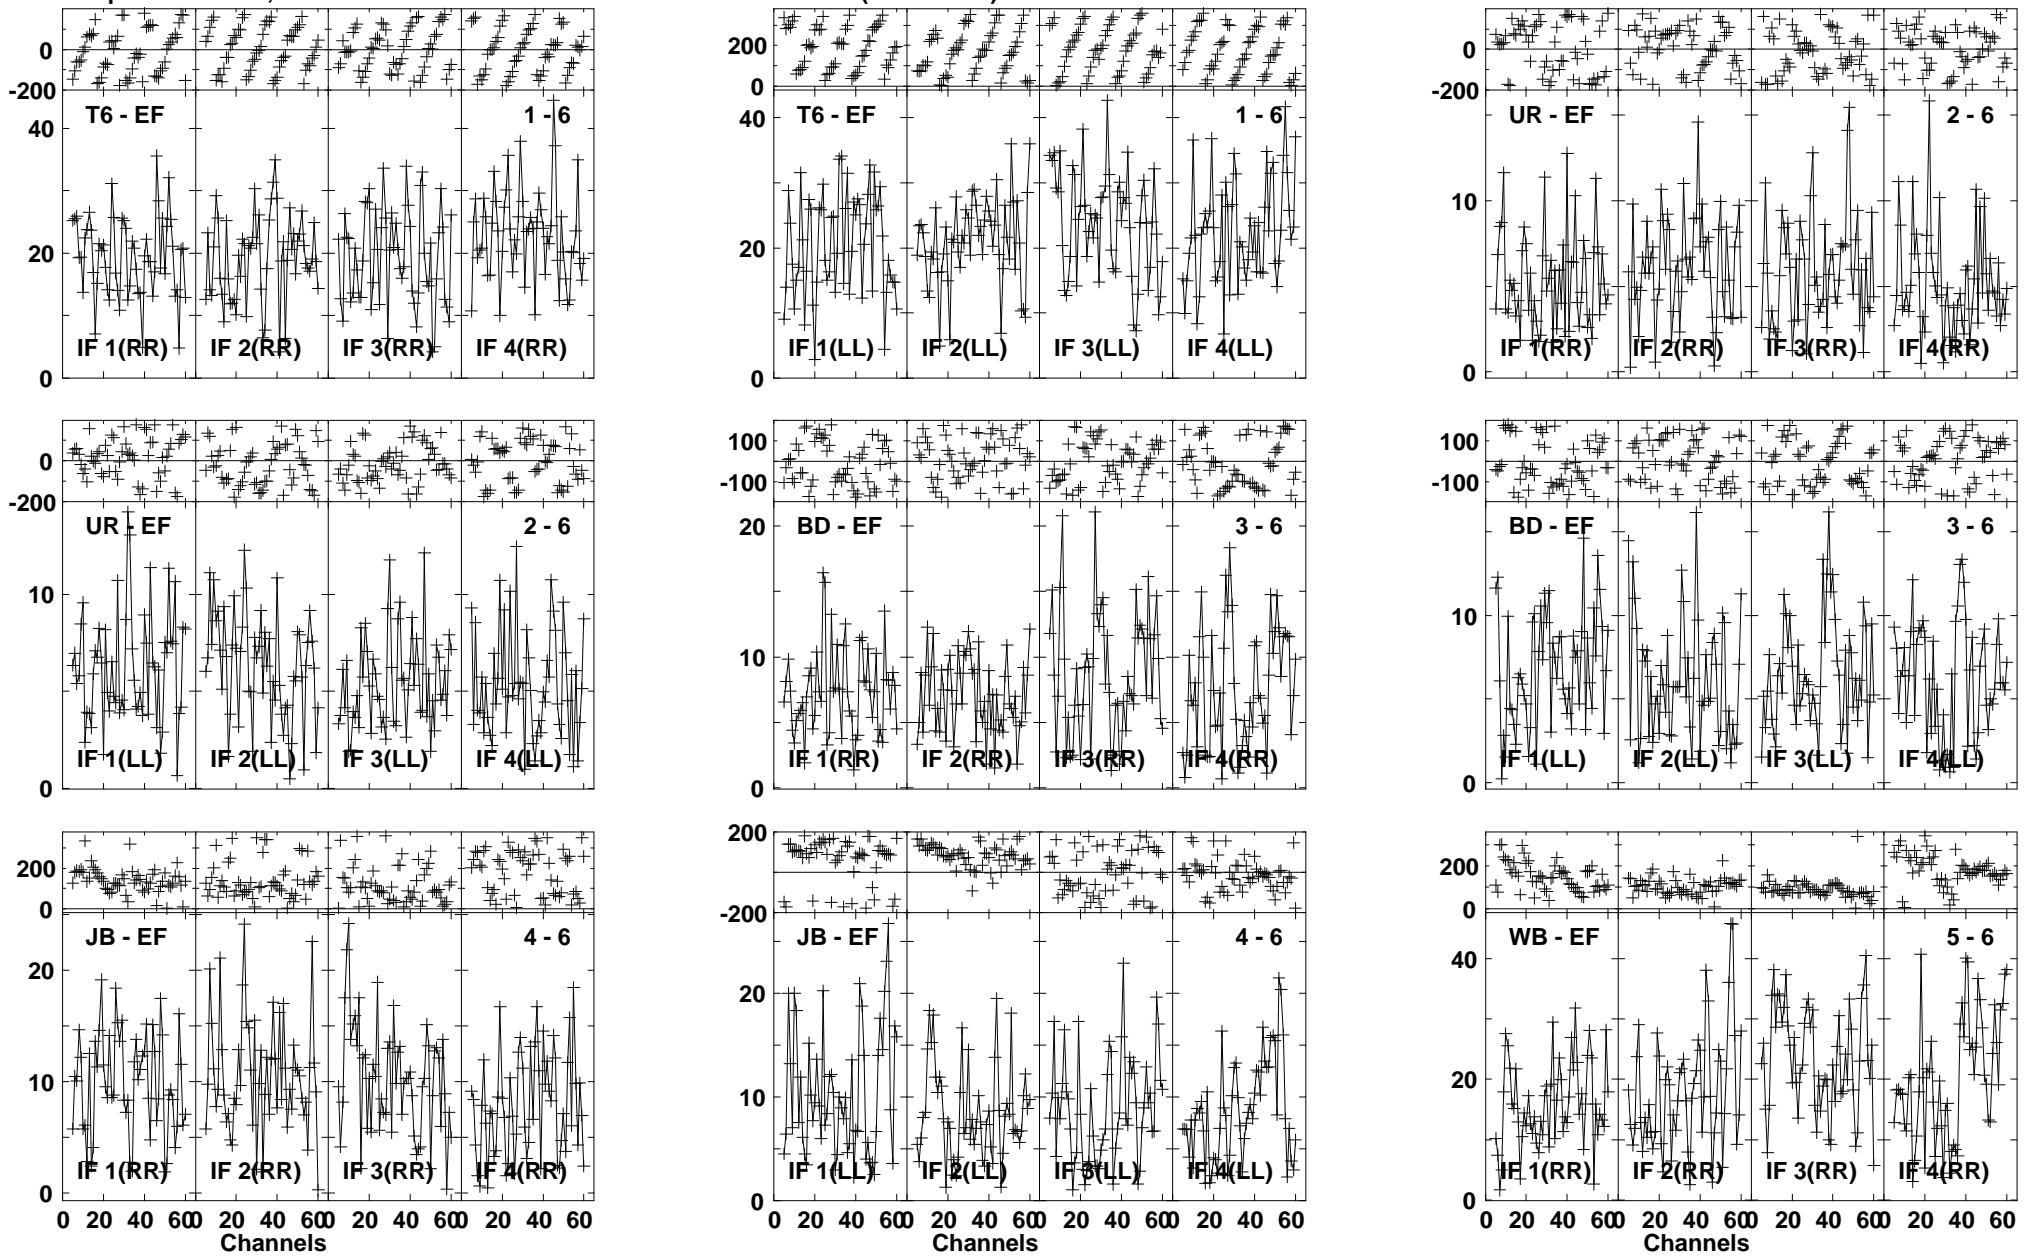 0 200 0
-200 0 -200
T6 - EF 1 - 6 T6 - EF 1 - 6 UR - EF 2 - 6
40 40
30
20 20 10
10
IF 1(RR) IF 2(RR) IF 3(RR) IF 4(RR) IF 1(LL) IF 2(LL) IF 3(LL) IF 4(LL) IF 1(RR) IF 2(RR) IF 3(RR) IF 4(RR)
0 0 0
0 100 100
-200 -100 -100
UR - EF 2 - 6 BD - EF 3 - 6 BD - EF 3 - 6
20
10 10 10
IF 1(LL) IF 2(LL) IF 3(LL) IF 4(LL) IF 1(RR) IF 2(RR) IF 3(RR) IF 4(RR) IF 1(LL) IF 2(LL) IF 3(LL) IF 4(LL)
0 0 0
200 200 200
0 -200 0
JB - EF 4 - 6 JB - EF 4 - 6 WB - EF 5 - 6
20 20 40
10 10 20
IF 1(RR) IF 2(RR) IF 3(RR) IF 4(RR) IF 1(LL) IF 2(LL) IF 3(LL) IF 4(LL) IF 1(RR) IF 2(RR) IF 3(RR) IF 4(RR)
0 0 0
0 20 40 60 0 20 40 60 0 20 40 60 0 20 40 60 0 20 40 60 0 20 40 60 0 20 40 60 0 20 40 60 0 20 40 60 0 20 40 60 0 20 40 60 0 20 40 60
Channels Channels Channels